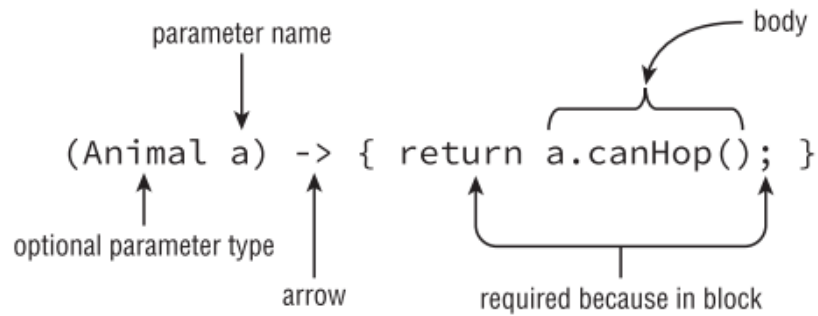 body
parameter name
(Animal a) -> { return a.canHop(); }
optional parameter type
arrow
required because in block